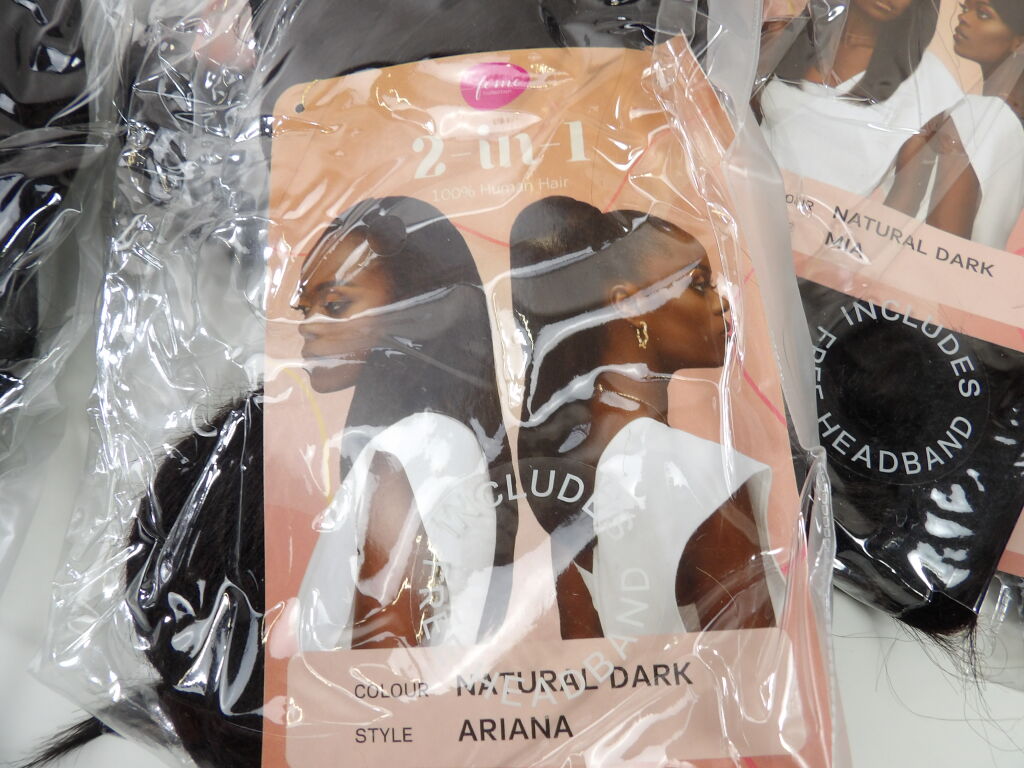 feme
collection
2-in-1
100% Human Hair
INCLUDES
FREE HEADBAND
COLOUR NATURAL DARK
STYLE ARIANA
NATURAL DARK
MIA
INCLUDES
FREE HEADBAND